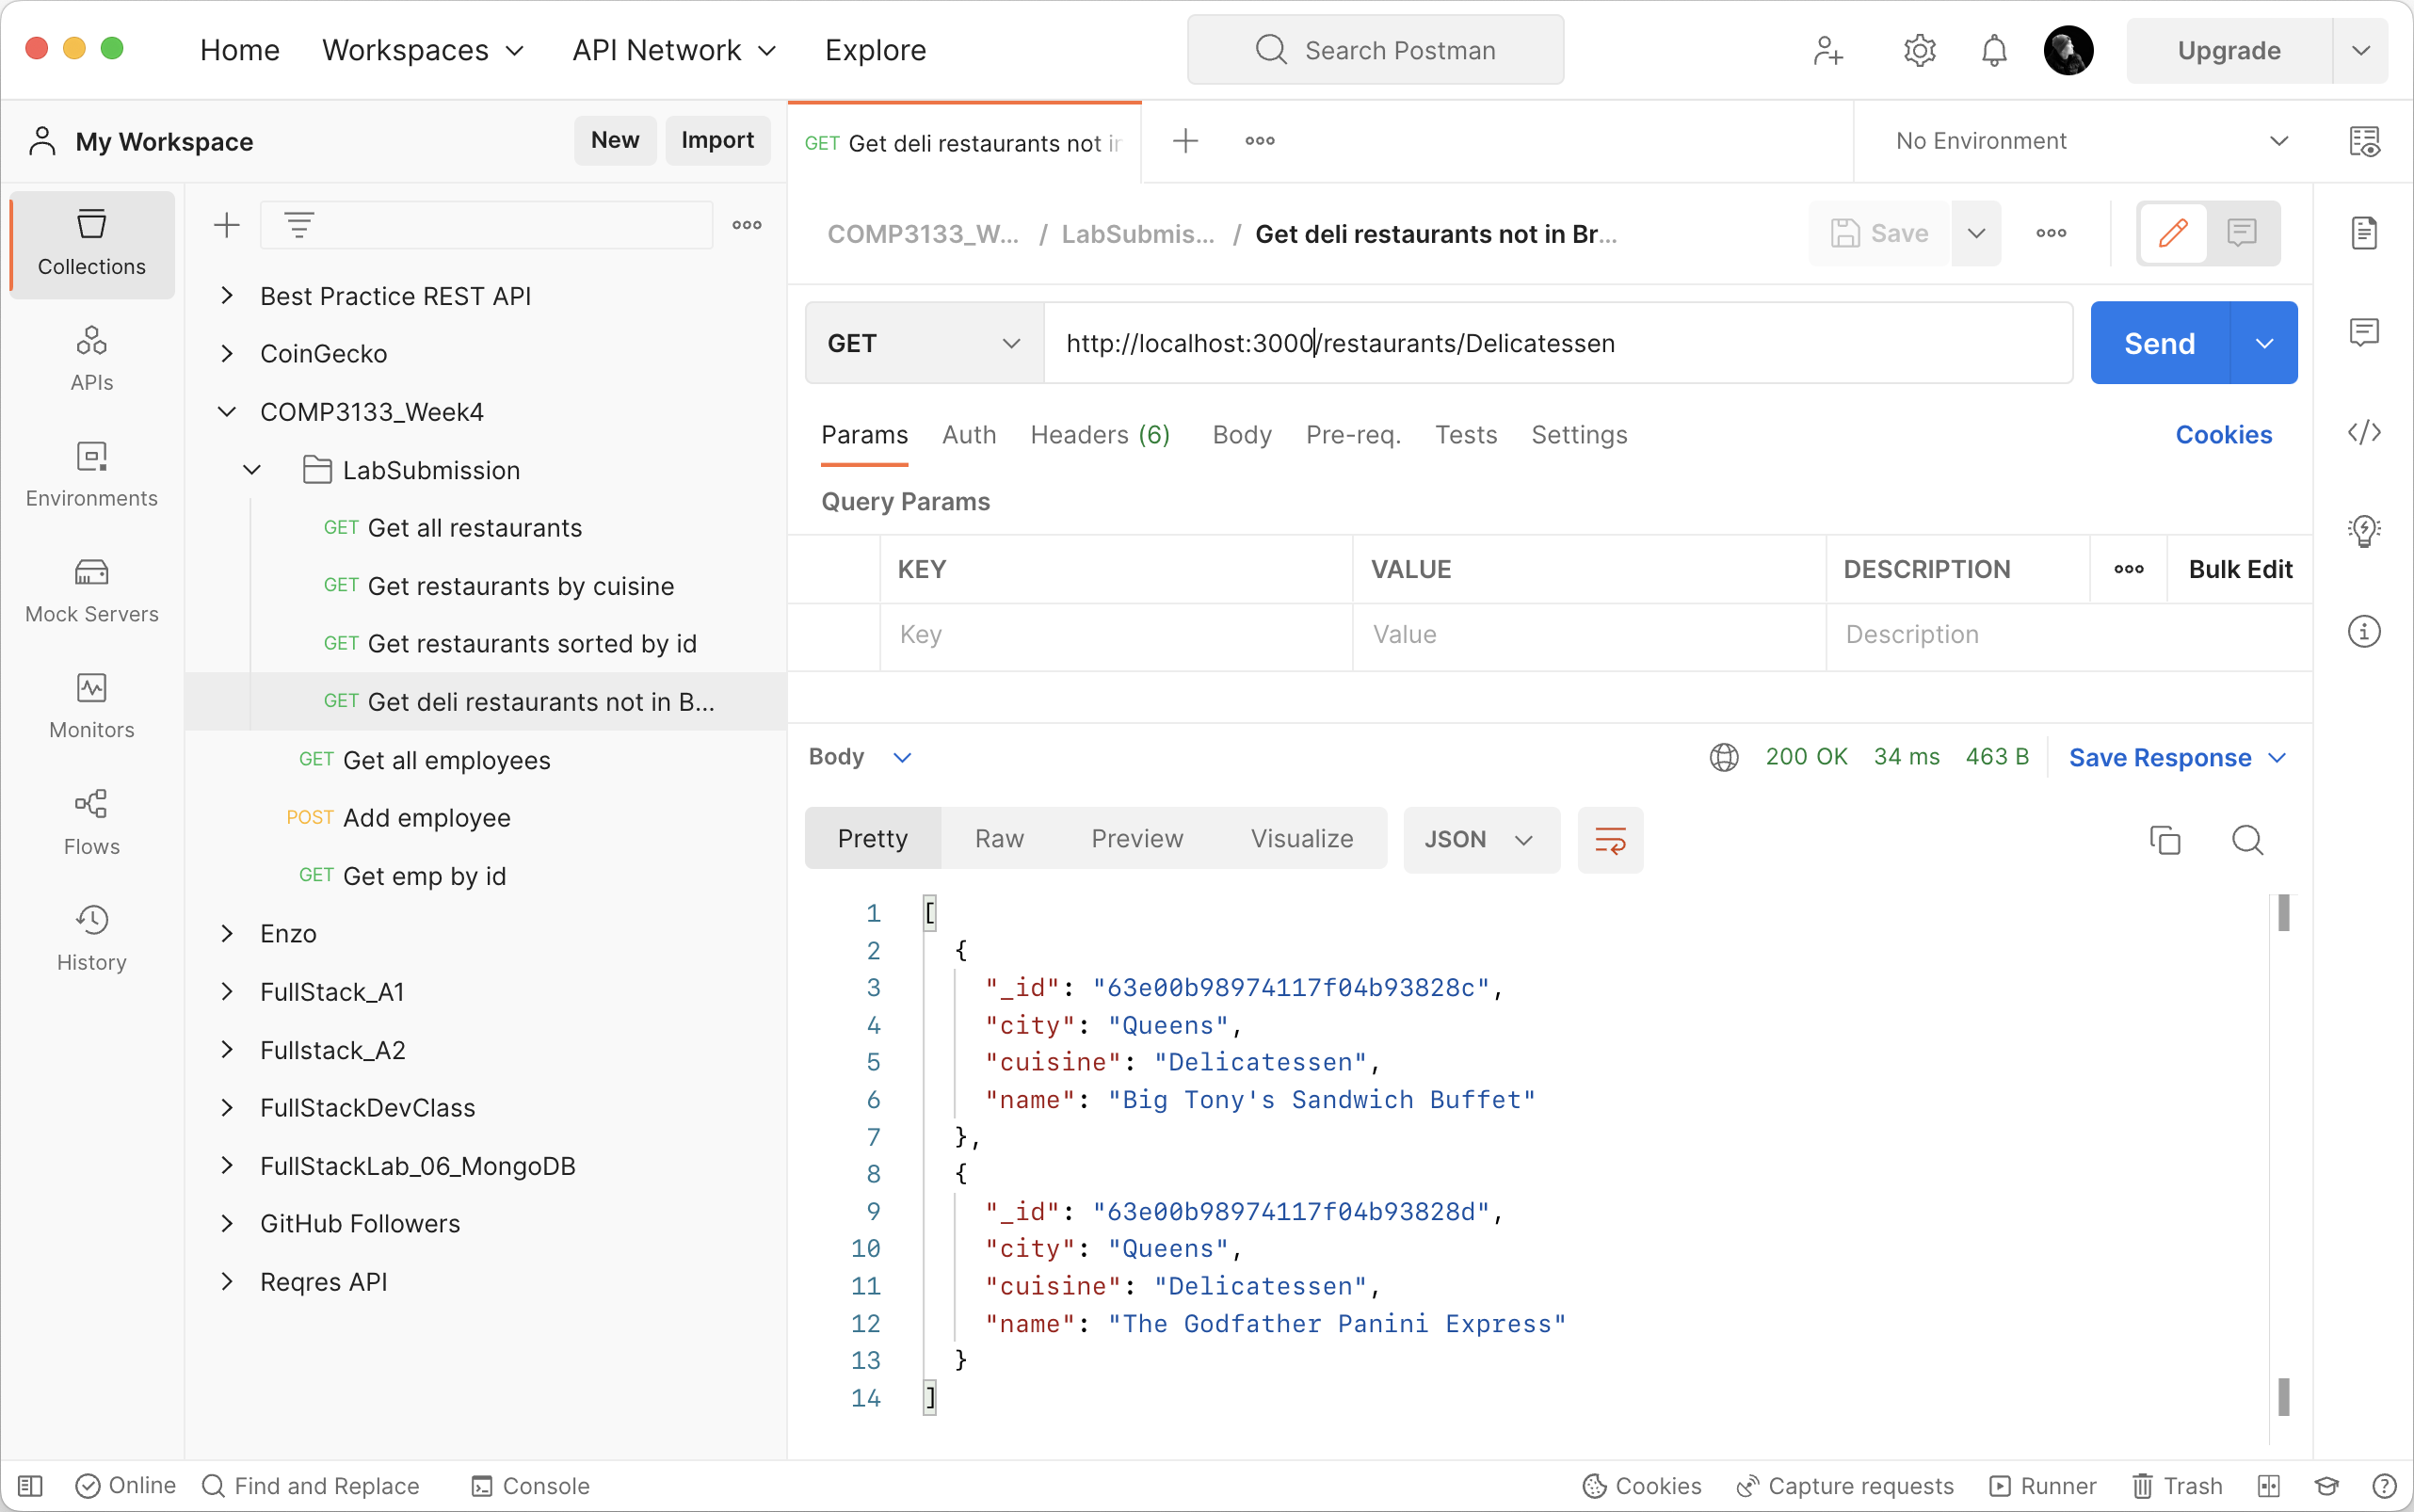 Home Workspaces API Network Explore Search Postman Upgrade
My Workspace New Import
GET Get deli restaurants not in
No Environment
Collections
APIs
Environments
Mock Servers
Monitors
Flows
History
Best Practice REST API
CoinGecko
COMP3133_Week4
LabSubmission
GET Get all restaurants
GET Get restaurants by cuisine
GET Get restaurants sorted by id
GET Get deli restaurants not in B...
GET Get all employees
POST Add employee
GET Get emp by id
Enzo
FullStack_A1
Fullstack_A2
FullStackDevClass
FullStackLab_06_MongoDB
GitHub Followers
Reqres API
COMP3133_W... / LabSubmis... / Get deli restaurants not in Br...
Save
GET http://localhost:3000/restaurants/Delicatessen Send
Params Auth Headers (6) Body Pre-req. Tests Settings Cookies
Query Params
KEY VALUE DESCRIPTION Bulk Edit
Key Value Description
Body 200 OK 34 ms 463 B Save Response
Pretty Raw Preview Visualize JSON
1 [
2 {
3 "_id": "63e00b98974117f04b93828c",
4 "city": "Queens",
5 "cuisine": "Delicatessen",
6 "name": "Big Tony's Sandwich Buffet"
7 },
8 {
9 "_id": "63e00b98974117f04b93828d",
10 "city": "Queens",
11 "cuisine": "Delicatessen",
12 "name": "The Godfather Panini Express"
13 }
14 ]
Online Find and Replace Console Cookies Capture requests Runner Trash